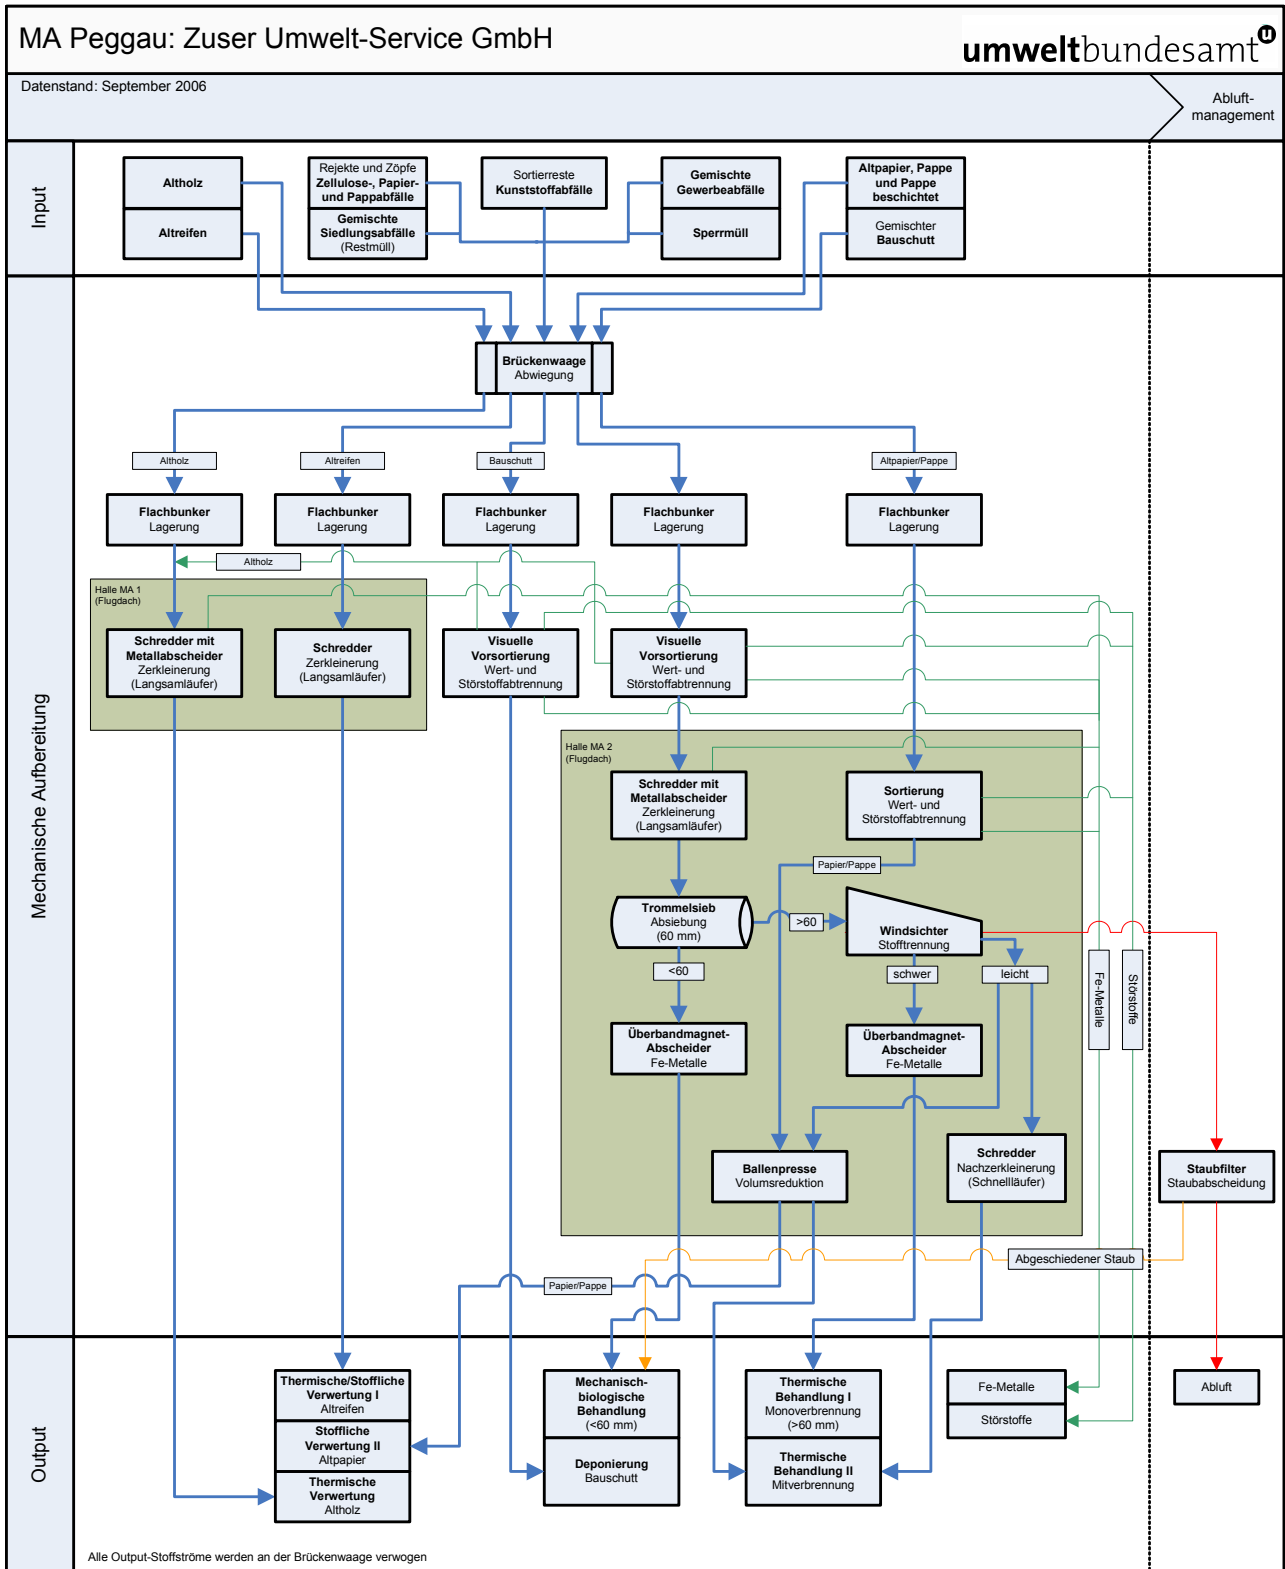 MA Peggau: Zuser Umwelt-Service GmbH
umweltbundesamt u
Datenstand: September 2006
Abluft-
management
Input
Altholz
Altreifen
Rejekte und Zöpfe
Zellulose-, Papier-
und Pappabfälle
Gemischte
Siedlungsabfälle
(Restmüll)
Sortierreste
Kunststoffabfälle
Gemischte
Gewerbeabfälle
Sperrmüll
Altpapier, Pappe
und Pappe
beschichtet
Gemischter
Bauschutt
Mechanische Aufbereitung
Brückenwaage
Abwiegung
Altholz
Altreifen
Bauschutt
Altpapier/Pappe
Flachbunker
Lagerung
Flachbunker
Lagerung
Flachbunker
Lagerung
Flachbunker
Lagerung
Flachbunker
Lagerung
Altholz
Halle MA 1
(Flugdach)
Schredder mit
Metallabscheider
Zerkleinerung
(Langsamläufer)
Schredder
Zerkleinerung
(Langsamläufer)
Visuelle
Vorsortierung
Wert- und
Störstoffabtrennung
Visuelle
Vorsortierung
Wert- und
Störstoffabtrennung
Halle MA 2
(Flugdach)
Schredder mit
Metallabscheider
Zerkleinerung
(Langsamläufer)
Sortierung
Wert- und
Störstoffabtrennung
Papier/Pappe
Trommelsieb
Absiebung
(60 mm)
>60
Windsichter
Stofftrennung
<60
schwer
leicht
Fe-Metalle
Störstoffe
Überbandmagnet-
Abscheider
Fe-Metalle
Überbandmagnet-
Abscheider
Fe-Metalle
Ballenpresse
Volumsreduktion
Schredder
Nachzerkleinerung
(Schnellläufer)
Staubfilter
Staubabscheidung
Abgeschiedener Staub
Papier/Pappe
Output
Thermische/Stoffliche
Verwertung I
Altreifen
Stoffliche
Verwertung II
Altpapier
Thermische
Verwertung
Altholz
Mechanisch-
biologische
Behandlung
(<60 mm)
Deponierung
Bauschutt
Thermische
Behandlung I
Monoverbrennung
(>60 mm)
Thermische
Behandlung II
Mitverbrennung
Fe-Metalle
Störstoffe
Abluft
Alle Output-Stoffströme werden an der Brückenwaage verwogen